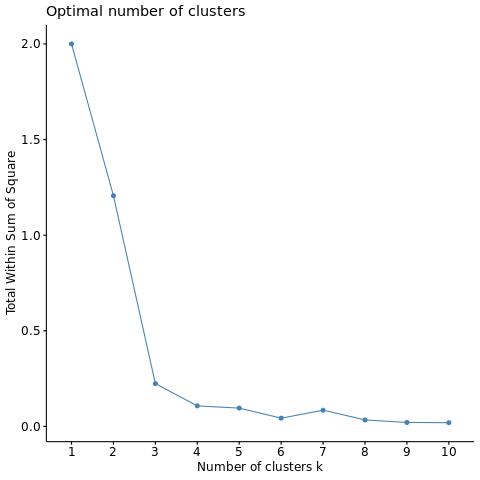 Optimal number of clusters
Total Within Sum of Square
2.0
1.5
1.0
0.5
0.0
1 2 3 4 5 6 7 8 9 10
Number of clusters k